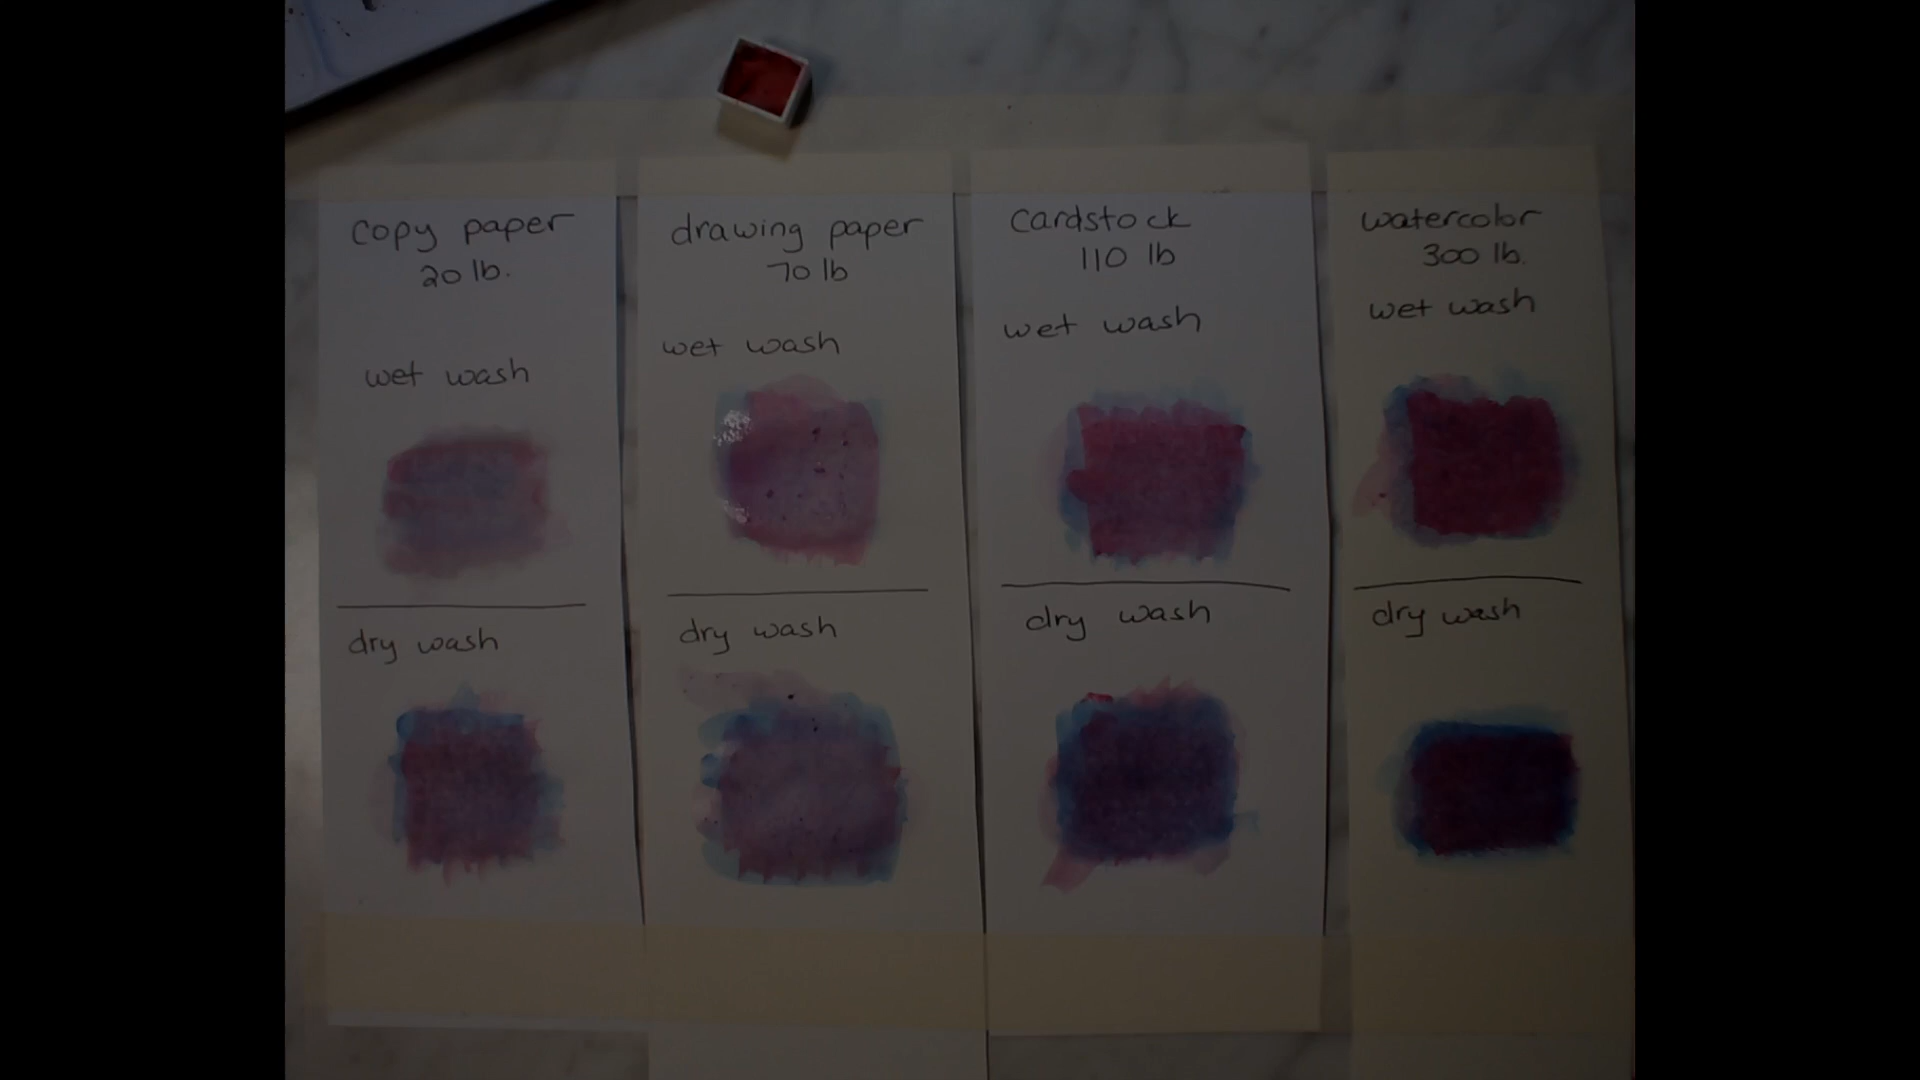 copy paper
20 lb.
wet wash
dry wash
drawing paper
70 lb
wet wash
dry wash
cardstock
110 lb
wet wash
dry wash
watercolor
300 lb.
wet wash
dry wash